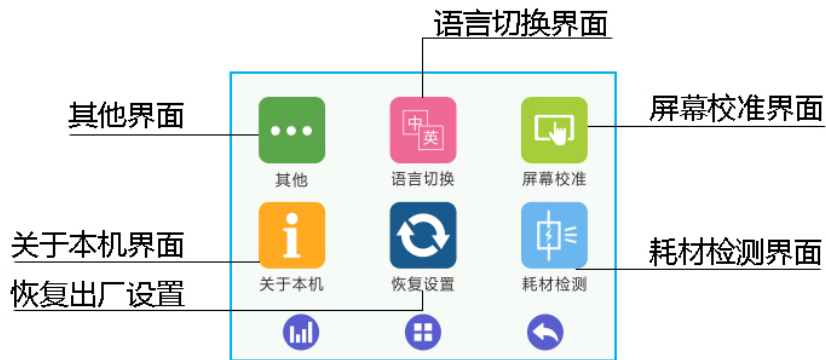 语言切换界面
其他界面
屏幕校准界面
中
英
其他
语言切换
屏幕校准
关于本机界面
恢复出厂设置
耗材检测界面
i
关于本机
恢复设置
耗材检测